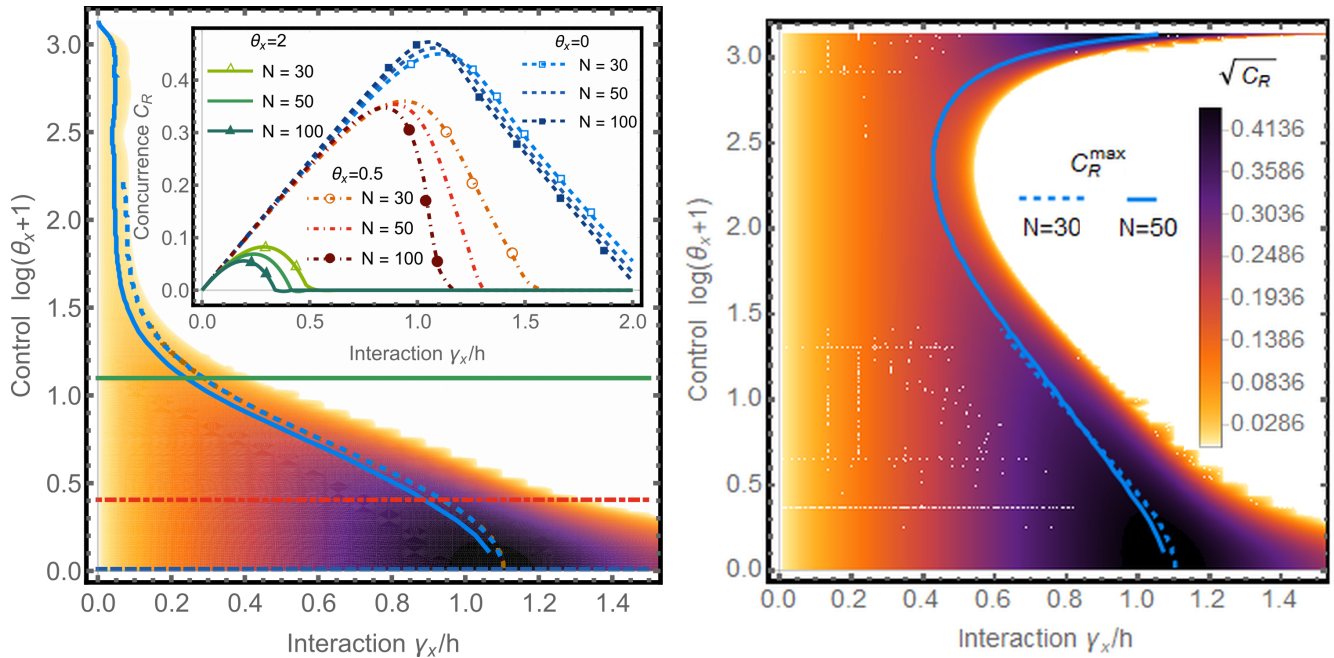 3.0
2.5
2.0
1.5
1.0
0.5
0.0
Control log(θx+1)
0.0 0.2 0.4 0.6 0.8 1.0 1.2 1.4
Interaction γx/h
θx=2
N = 30
N = 50
N = 100
θx=0
N = 30
N = 50
N = 100
θx=0.5
N = 30
N = 50
N = 100
0.4
0.3
0.2
0.1
0.0
Concurrence CR
0.0 0.5 1.0 1.5 2.0
Interaction γx/h
3.0
2.5
2.0
1.5
1.0
0.5
0.0
Control log(θx+1)
0.0 0.2 0.4 0.6 0.8 1.0 1.2 1.4
Interaction γx/h
CR^max
N=30 N=50
√CR
0.4136
0.3586
0.3036
0.2486
0.1936
0.1386
0.0836
0.0286